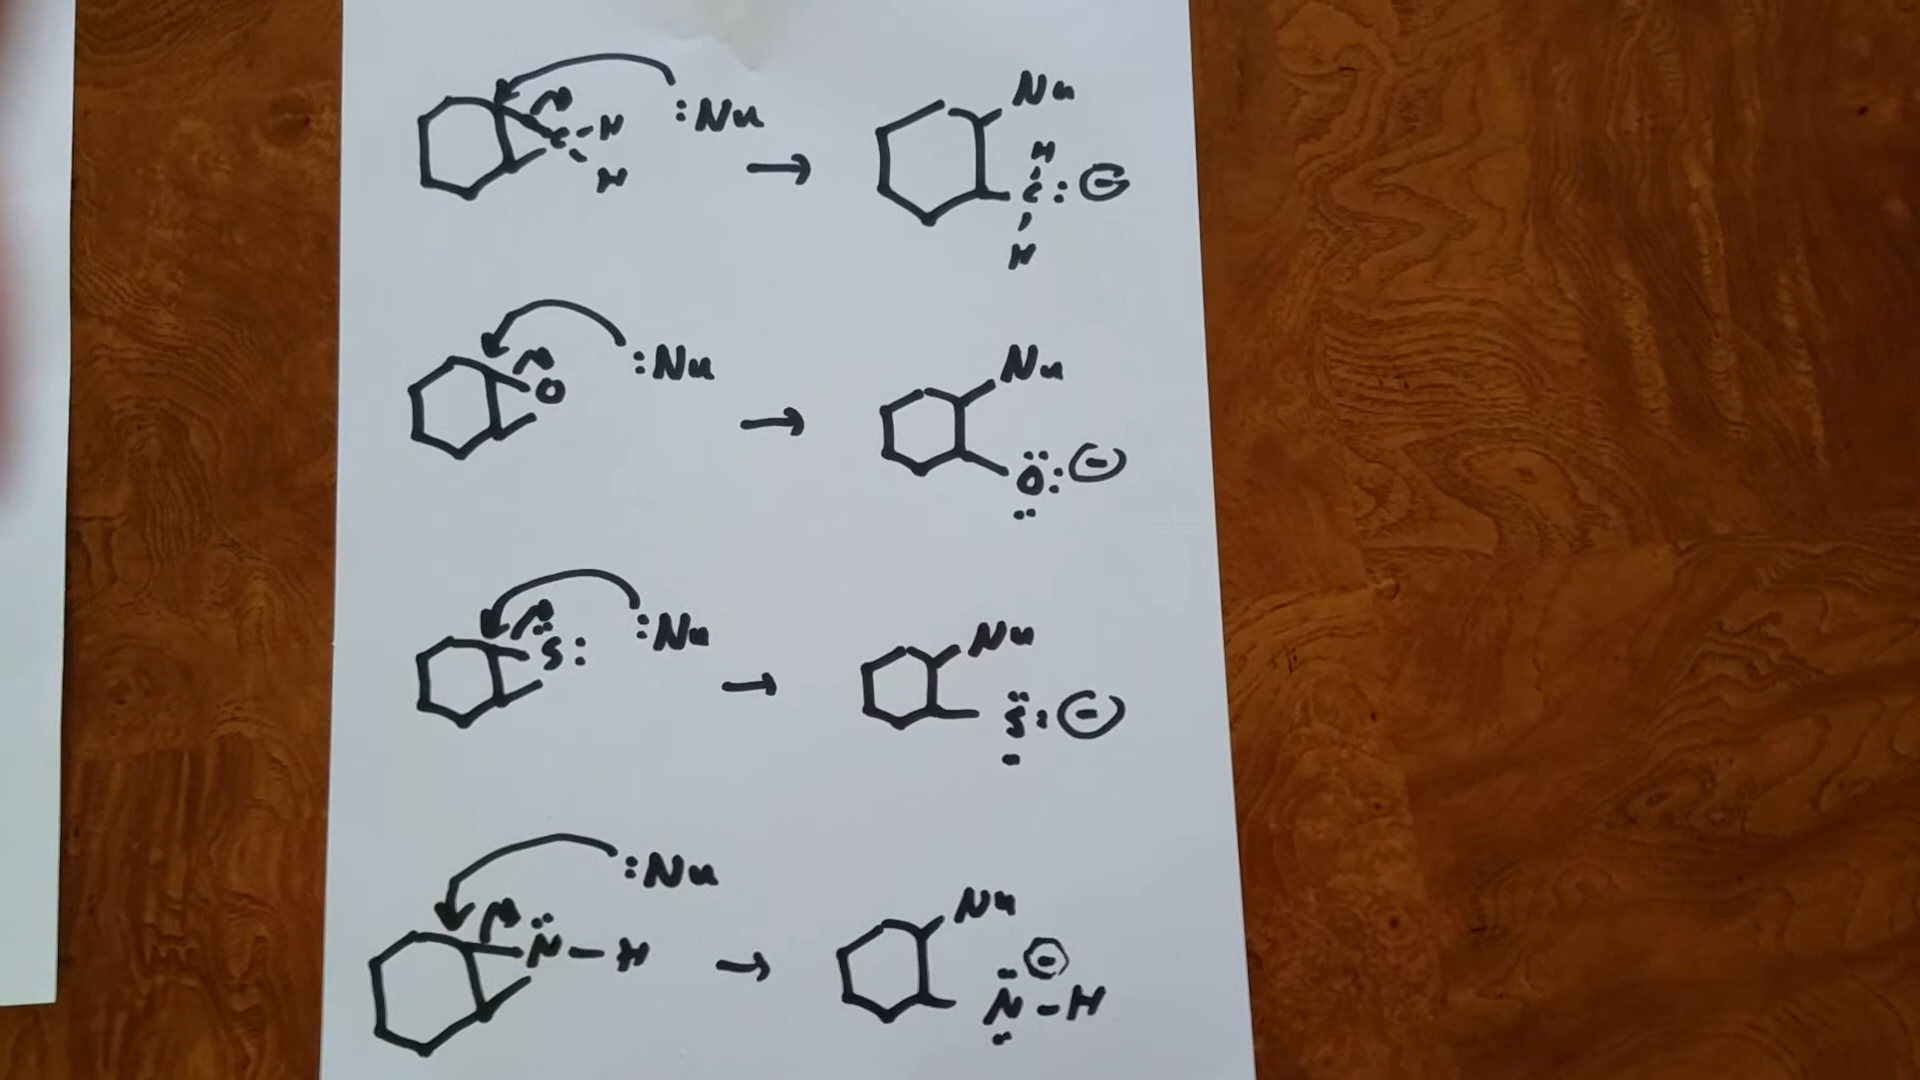 :Nu → Nu
C H H
H C: ⊖ H
:Nu → Nu
O
Ö: ⊖
:Nu → Nu
S̈:
S̈: ⊖
:Nu → Nu
N̈ – H
⊖
N̈ – H